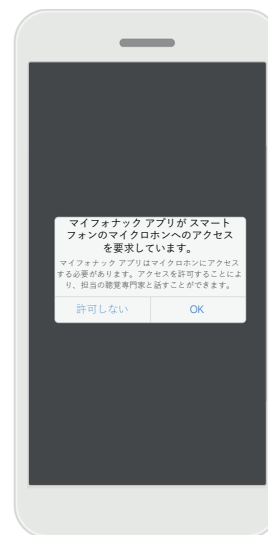 マイフォナック アプリが スマート
フォンのマイクロホンへのアクセス
を要求しています。
マイフォナック アプリはマイクロホンにアクセス
する必要があります。アクセスを許可することによ
り、担当の聴覚専門家と話すことができます。
許可しない OK